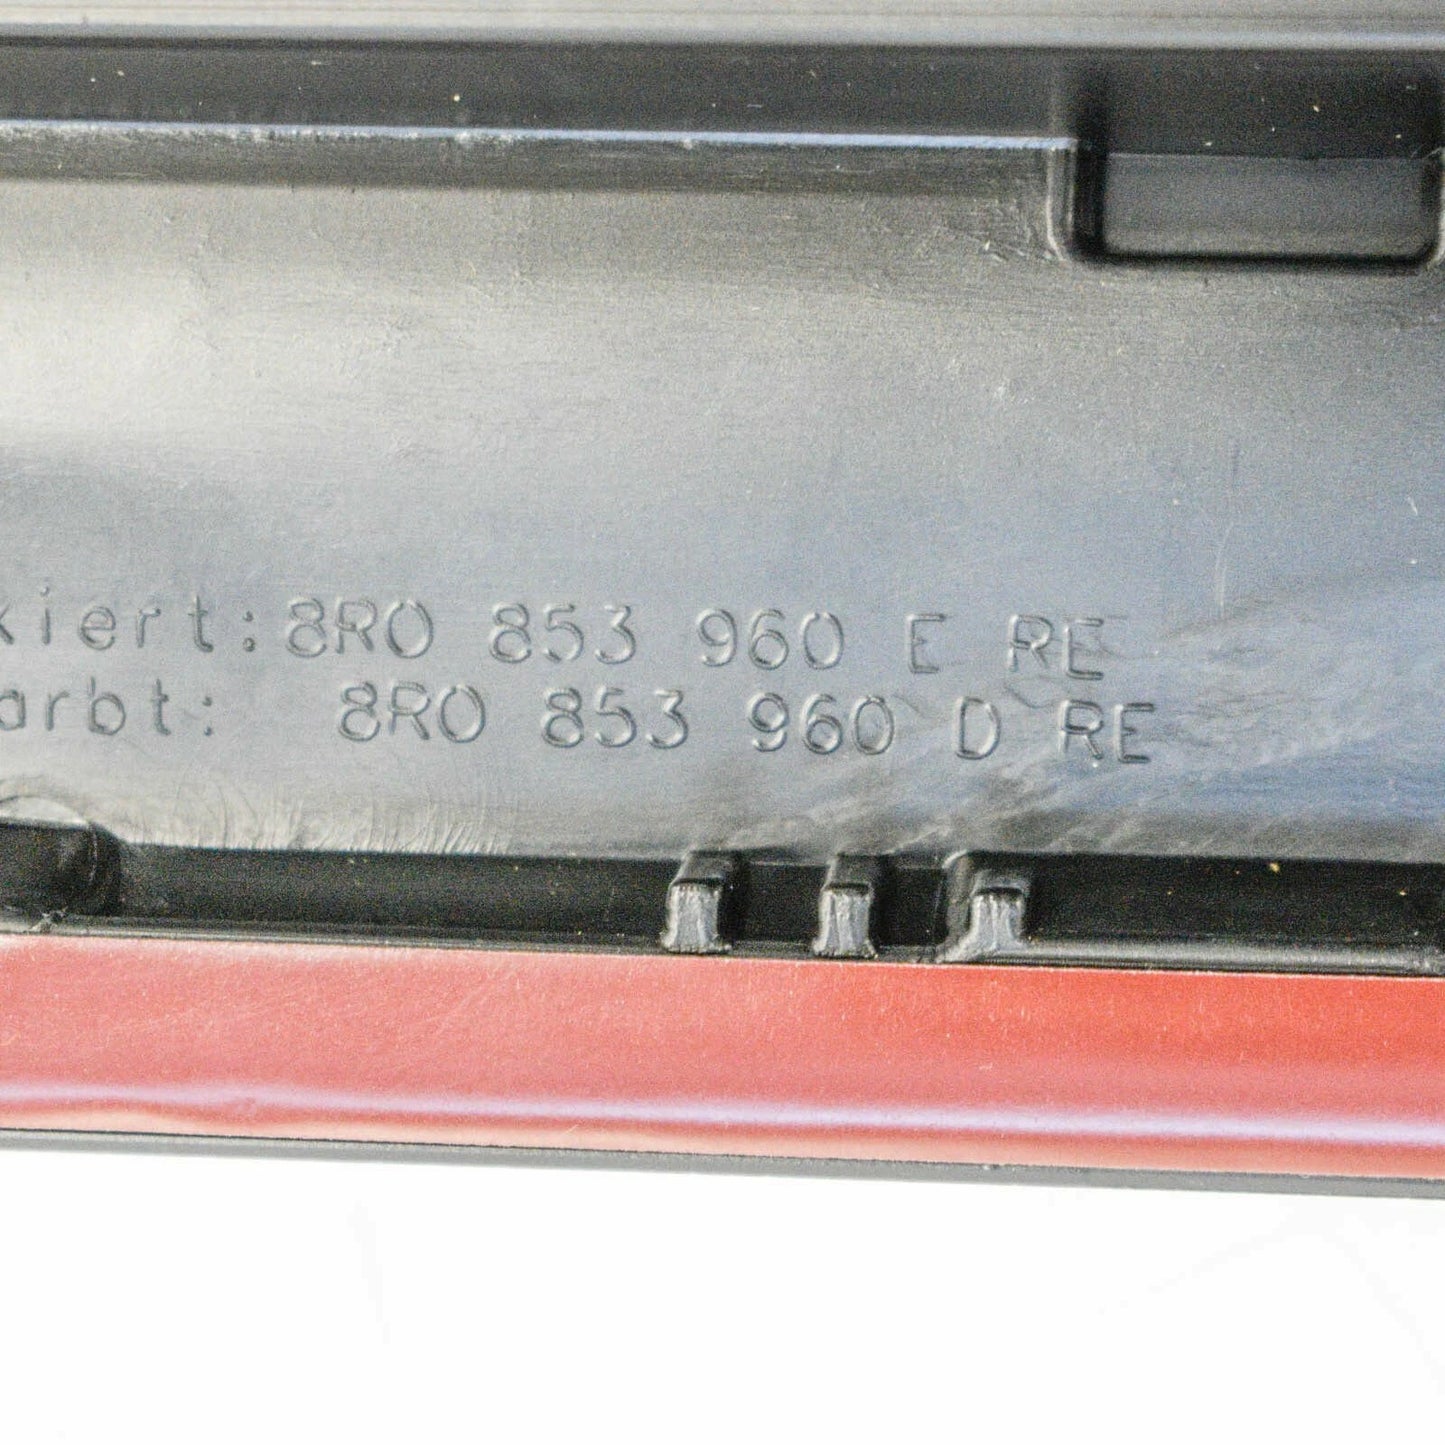 kiert: 8R0 853 960 E RE
arbt: 8R0 853 960 D RE